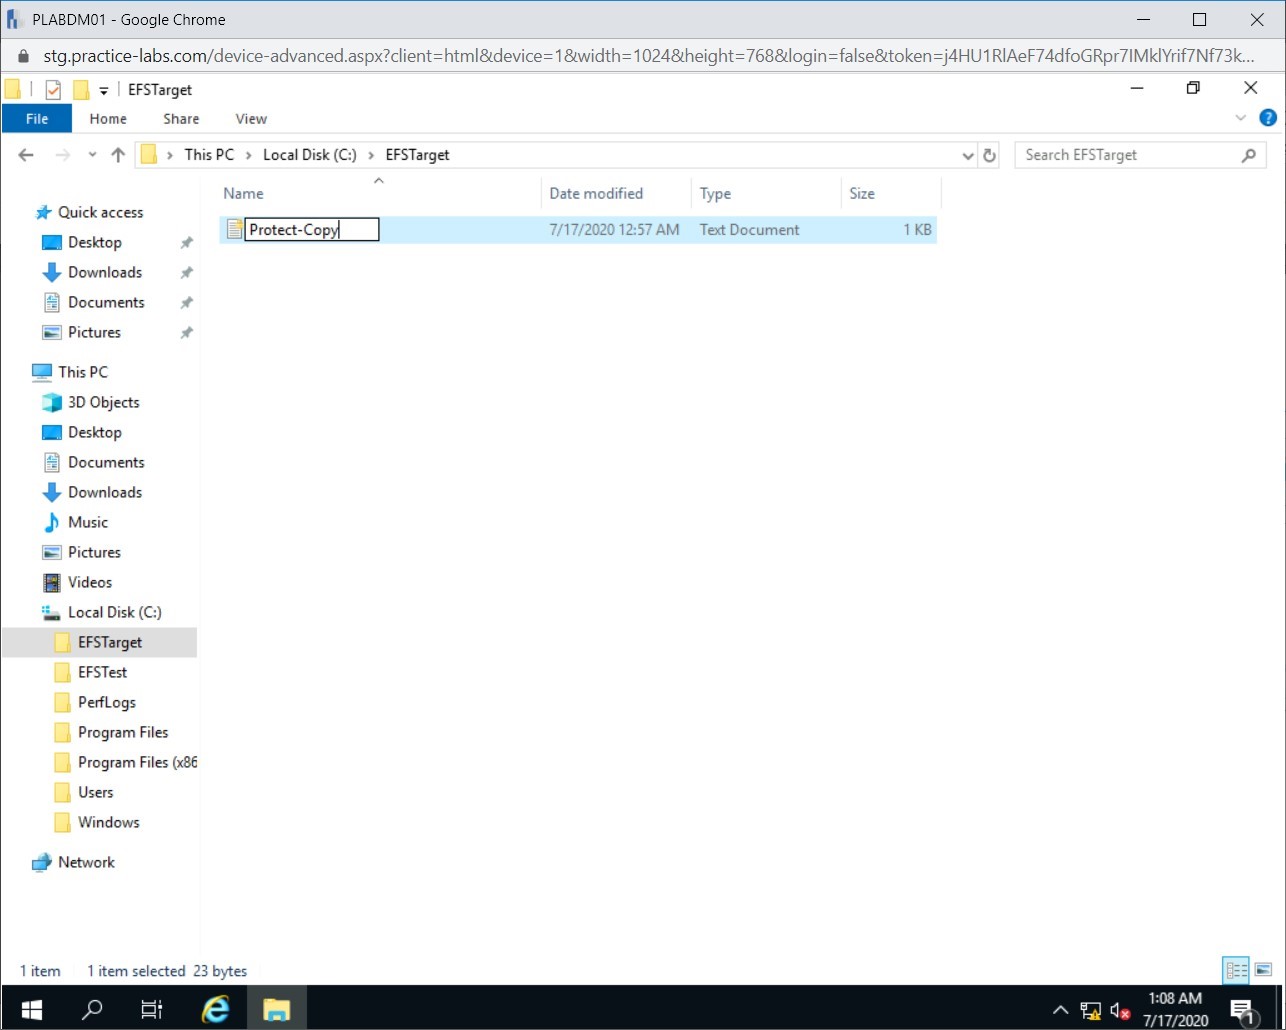 PLABDM01 - Google Chrome
stg.practice-labs.com/device-advanced.aspx?client=html&device=1&width=1024&height=768&login=false&token=j4HU1RlAeF74dfoGRpr7IMklYrif7Nf73k...
EFSTarget
File Home Share View
This PC > Local Disk (C:) > EFSTarget
Search EFSTarget
Name Date modified Type Size
Protect-Copy 7/17/2020 12:57 AM Text Document 1 KB
Quick access
Desktop
Downloads
Documents
Pictures
This PC
3D Objects
Desktop
Documents
Downloads
Music
Pictures
Videos
Local Disk (C:)
EFSTarget
EFSTest
PerfLogs
Program Files
Program Files (x86
Users
Windows
Network
1 item 1 item selected 23 bytes
1:08 AM
7/17/2020
1